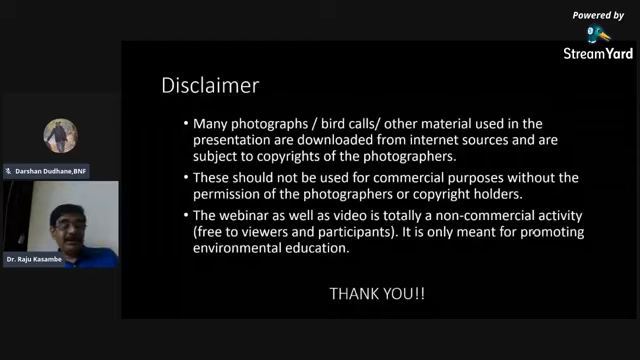 Powered by
StreamYard
Disclaimer
• Many photographs / bird calls/ other material used in the
presentation are downloaded from internet sources and are
subject to copyrights of the photographers.
• These should not be used for commercial purposes without the
permission of the photographers or copyright holders.
• The webinar as well as video is totally a non-commercial activity
(free to viewers and participants). It is only meant for promoting
environmental education.
THANK YOU!!
Darshan Dudhane,BNF
Dr. Raju Kasambe